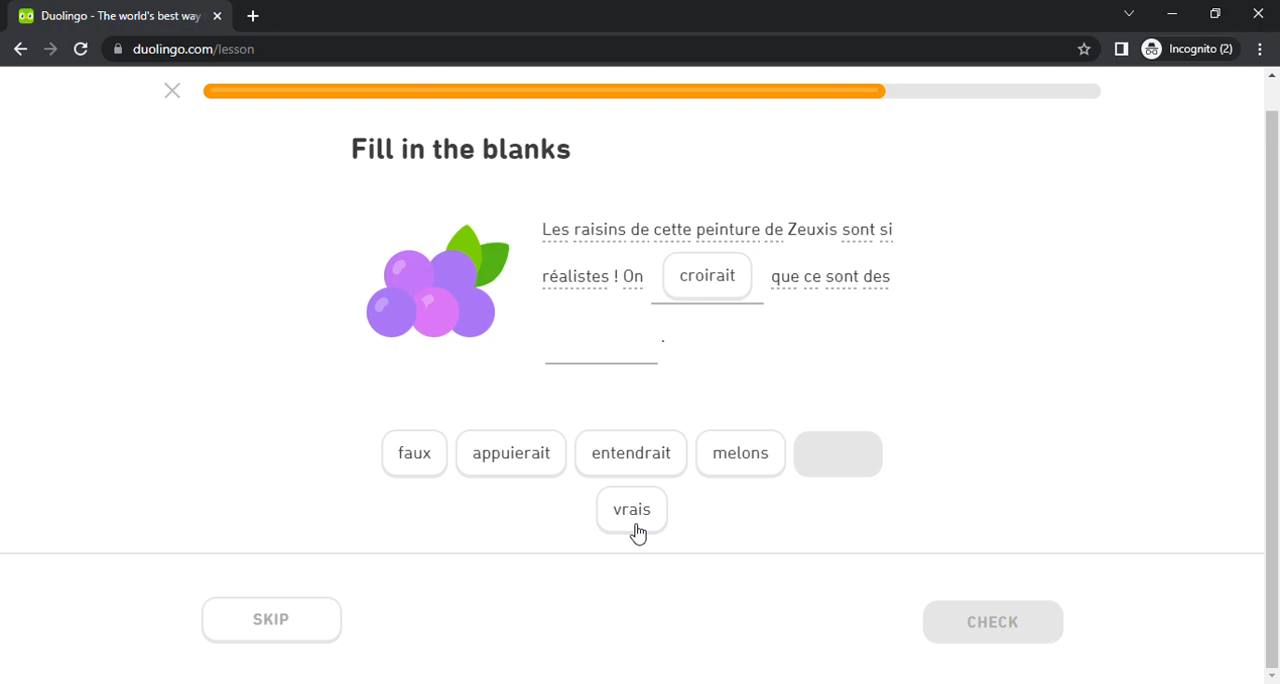 Duolingo - The world's best way
duolingo.com/lesson
Incognito (2)
Fill in the blanks
Les raisins de cette peinture de Zeuxis sont si
réalistes ! On croirait que ce sont des
.
faux appuierait entendrait melons
vrais
SKIP CHECK